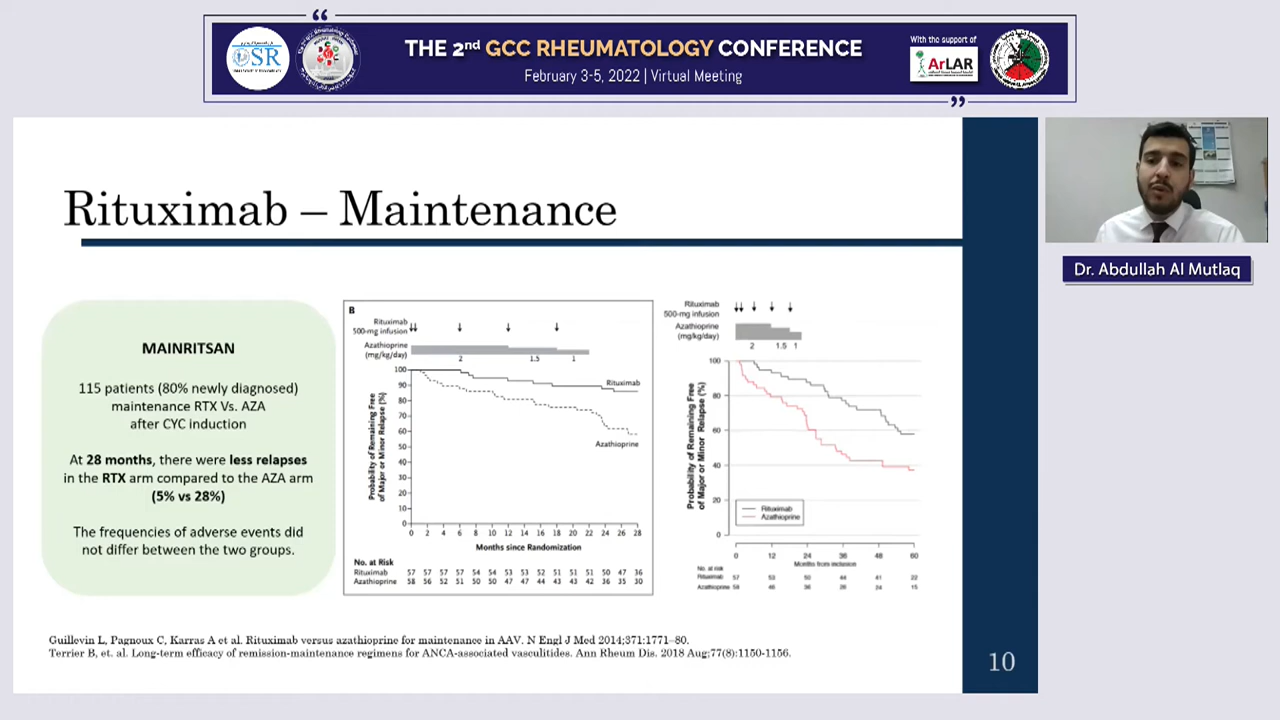 THE 2nd GCC RHEUMATOLOGY CONFERENCE
February 3-5, 2022 | Virtual Meeting
OSR
With the support of
ArLAR
Dr. Abdullah Al Mutlaq
Rituximab – Maintenance
MAINRITSAN
115 patients (80% newly diagnosed)
maintenance RTX Vs. AZA
after CYC induction
At 28 months, there were less relapses
in the RTX arm compared to the AZA arm
(5% vs 28%)
The frequencies of adverse events did
not differ between the two groups.
B
Rituximab
500-mg infusion
Azathioprine
(mg/kg/day)
2 1.5 1
Probability of Remaining Free
of Major or Minor Relapse (%)
100
90
80
70
60
50
40
30
20
10
0
Rituximab
Azathioprine
0 2 4 6 8 10 12 14 16 18 20 22 24 26 28
Months since Randomization
No. at Risk
Rituximab 57 57 57 57 54 54 53 53 52 51 51 51 50 47 36
Azathioprine 58 56 52 51 50 50 47 47 44 43 43 42 36 35 30
Rituximab
500-mg infusion
Azathioprine
(mg/kg/day)
2 1.5 1
Probability of Remaining Free
of Major or Minor Relapse (%)
100
80
60
40
20
0
Rituximab
Azathioprine
0 12 24 36 48 60
Months from inclusion
No. at risk
Rituximab 57 53 50 44 41 22
Azathioprine 58 46 36 26 24 15
Guillevin L, Pagnoux C, Karras A et al. Rituximab versus azathioprine for maintenance in AAV. N Engl J Med 2014;371:1771–80.
Terrier B, et. al. Long-term efficacy of remission-maintenance regimens for ANCA-associated vasculitides. Ann Rheum Dis. 2018 Aug;77(8):1150-1156.
10